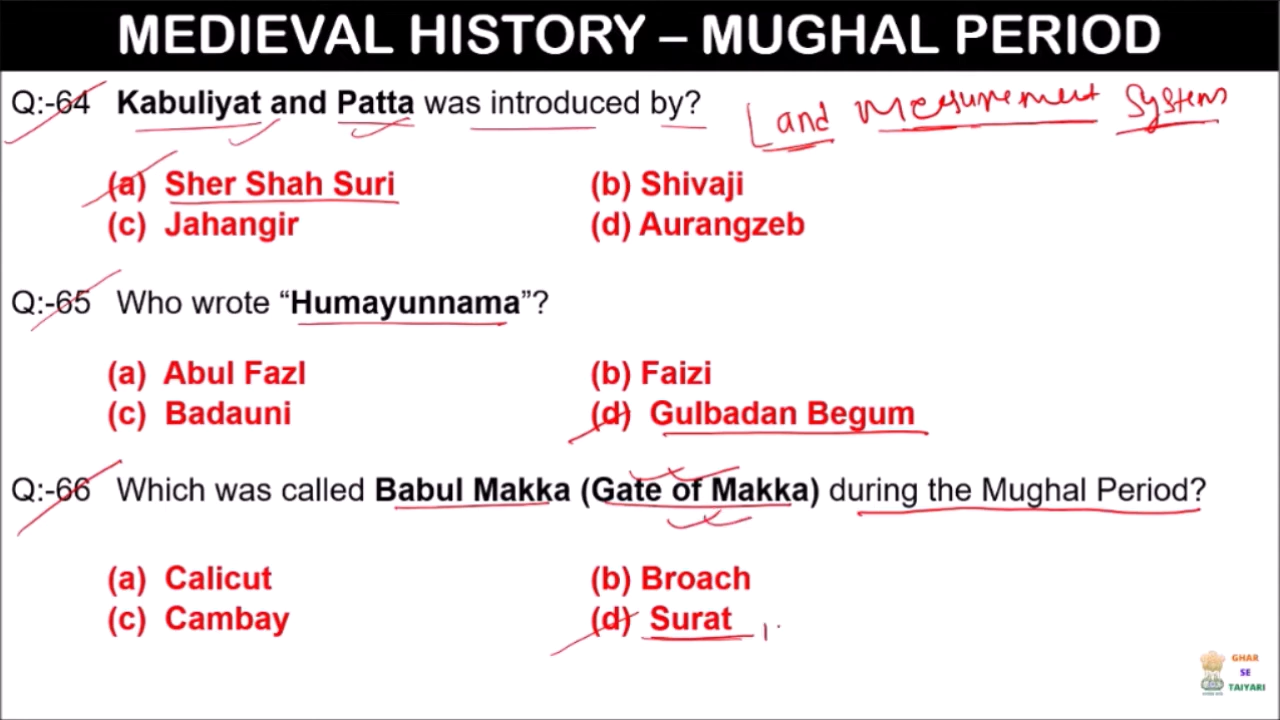 MEDIEVAL HISTORY – MUGHAL PERIOD
Q:-64 Kabuliyat and Patta was introduced by?
Land Measurement System
(a) Sher Shah Suri (b) Shivaji
(c) Jahangir (d) Aurangzeb
Q:-65 Who wrote “Humayunnama”?
(a) Abul Fazl (b) Faizi
(c) Badauni (d) Gulbadan Begum
Q:-66 Which was called Babul Makka (Gate of Makka) during the Mughal Period?
(a) Calicut (b) Broach
(c) Cambay (d) Surat
GHAR
SE
TAIYARI